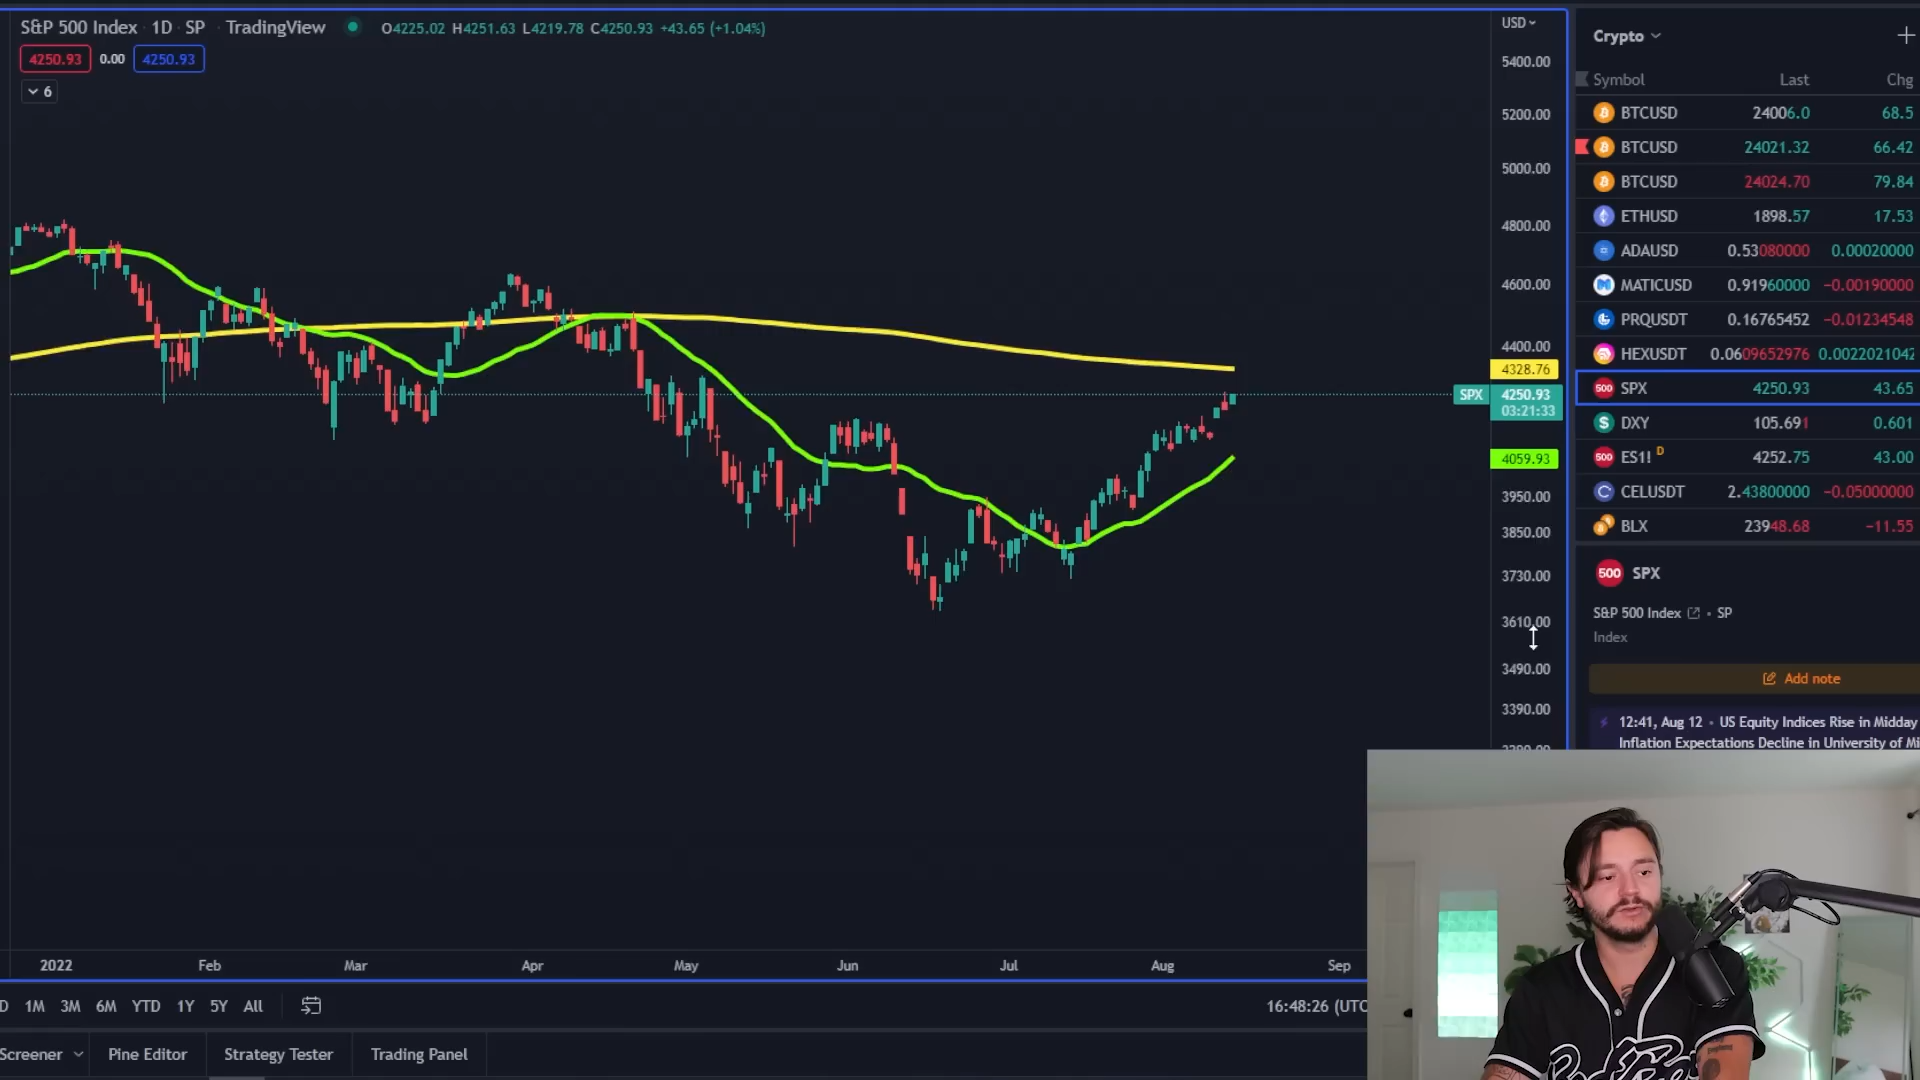 S&P 500 Index · 1D · SP · TradingView
O4225.02 H4251.63 L4219.78 C4250.93 +43.65 (+1.04%)
4250.93 0.00 4250.93
6
USD
5400.00
5200.00
5000.00
4800.00
4600.00
4400.00
4328.76
SPX 4250.93
03:21:33
4059.93
3950.00
3850.00
3730.00
3610.00
3490.00
3390.00
2022 Feb Mar Apr May Jun Jul Aug Sep
D 1M 3M 6M YTD 1Y 5Y All
16:48:26 (UTC
Screener Pine Editor Strategy Tester Trading Panel
Crypto
Symbol Last Chg
BTCUSD 24006.0 68.5
BTCUSD 24021.32 66.42
BTCUSD 24024.70 79.84
ETHUSD 1898.57 17.53
ADAUSD 0.53080000 0.00020000
MATICUSD 0.91960000 −0.00190000
PRQUSDT 0.16765452 −0.01234548
HEXUSDT 0.0609652976 0.0022021042
500 SPX 4250.93 43.65
DXY 105.691 0.601
500 ES1! D 4252.75 43.00
CELUSDT 2.43800000 −0.05000000
BLX 23948.68 −11.55
500 SPX
S&P 500 Index • SP
Index
Add note
12:41, Aug 12 • US Equity Indices Rise in Midday
Inflation Expectations Decline in University of Mi